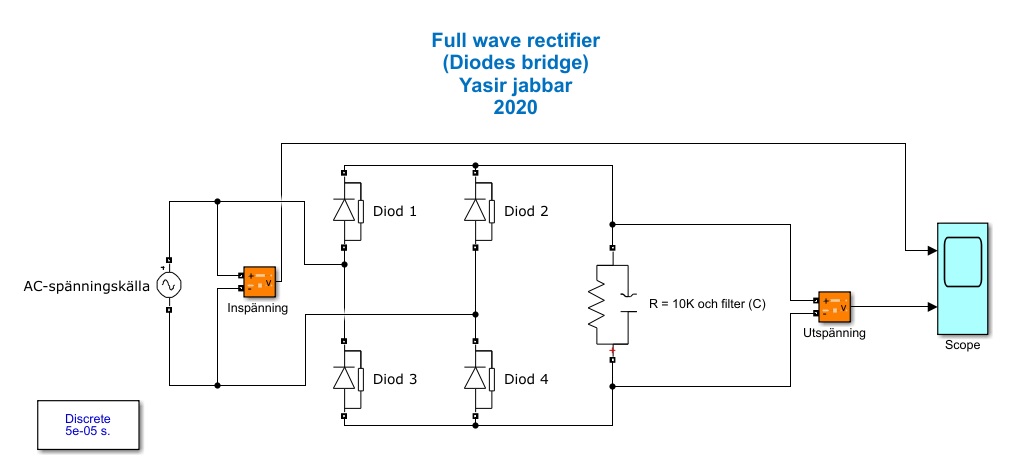 Full wave rectifier
(Diodes bridge)
Yasir jabbar
2020
Diod 1
Diod 2
AC-spänningskälla
+
v
Inspänning
R = 10K och filter (C)
+
v
Utspänning
Scope
Diod 3
Diod 4
Discrete
5e-05 s.